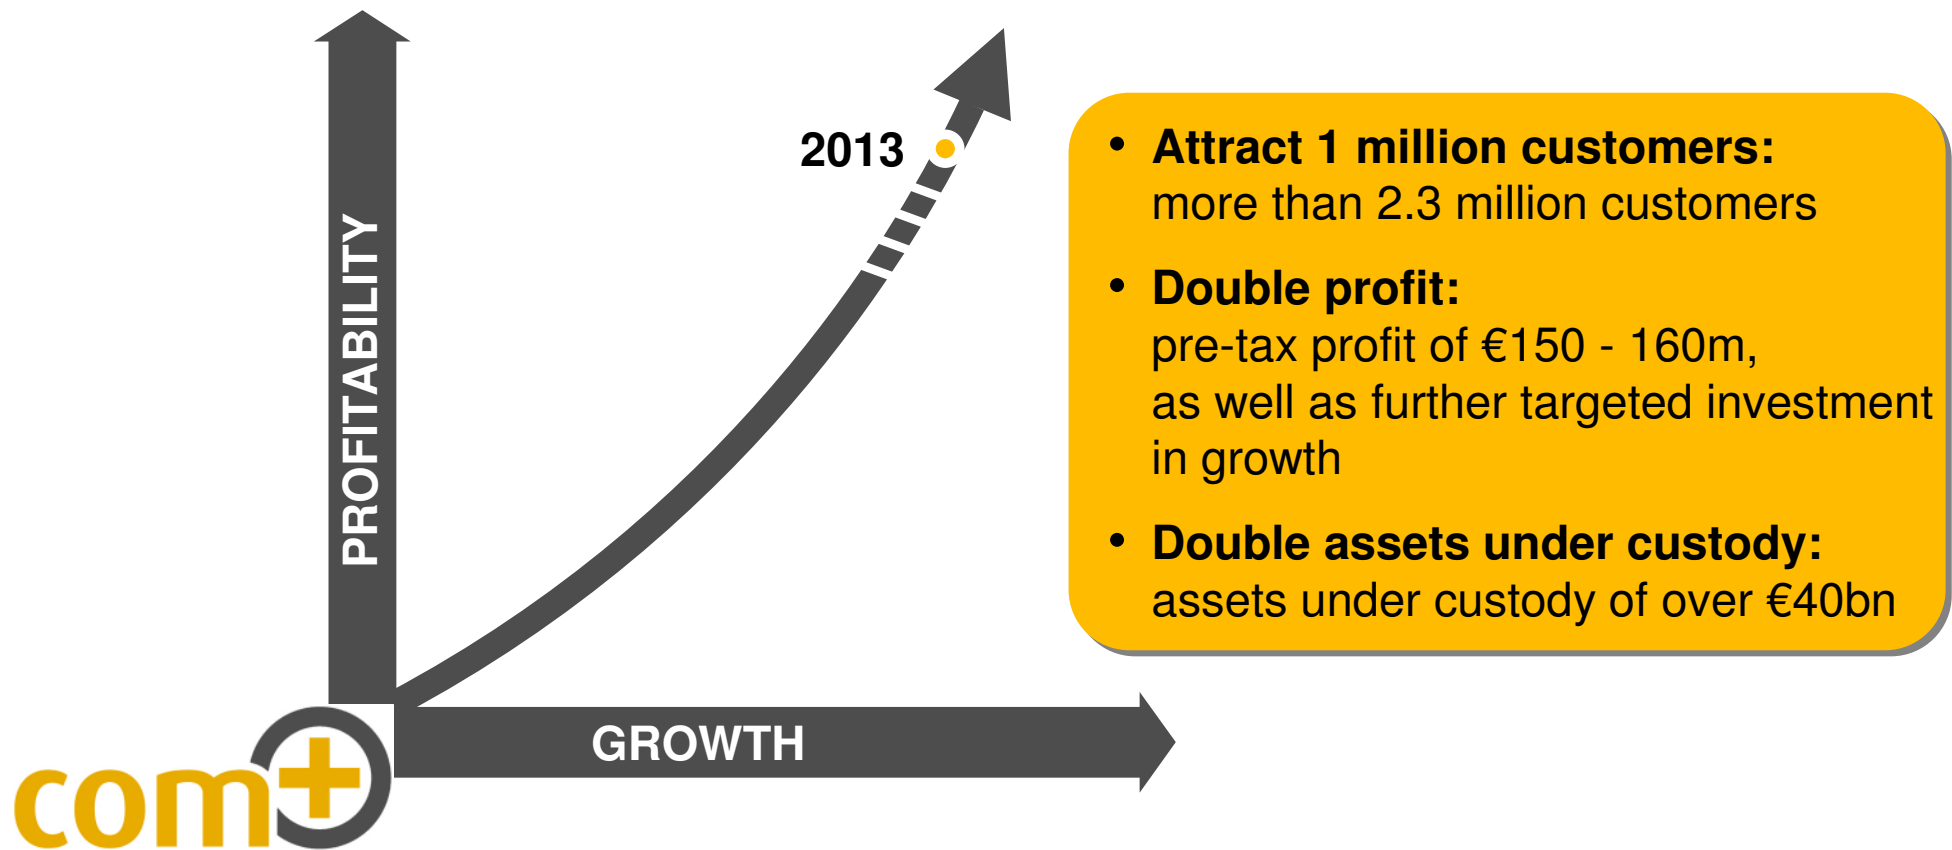 2013
PROFITABILITY
• Attract 1 million customers:
more than 2.3 million customers
• Double profit:
pre-tax profit of €150 - 160m,
as well as further targeted investment
in growth
• Double assets under custody:
assets under custody of over €40bn
GROWTH
com+